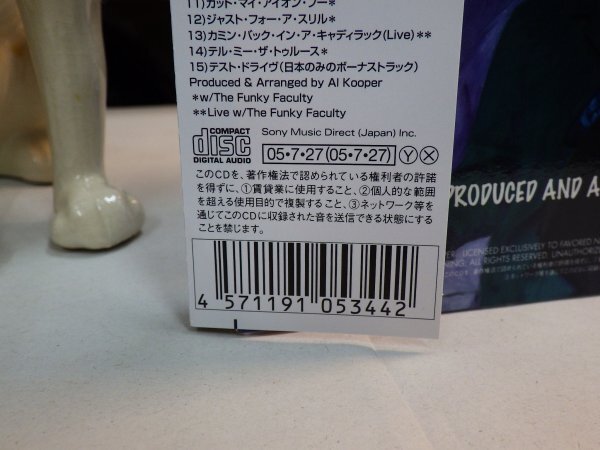 11)カット・マイ・アイオン・ノー*
12)ジャスト・フォー・ア・スリル*
13)カミン・バック・イン・ア・キャディラック(Live)**
14)テル・ミー・ザ・トゥルース*
15)テスト・ドライヴ(日本のみのボーナストラック)
Produced & Arranged by Al Kooper
*w/The Funky Faculty
**Live w/The Funky Faculty
COMPACT
disc
DIGITAL AUDIO
Sony Music Direct (Japan) Inc.
05・7・27(05・7・27) Y X
このCDを、著作権法で認められている権利者の許諾
を得ずに、①賃貸業に使用すること、②個人的な範囲
を超える使用目的で複製すること、③ネットワーク等を
通じてこのCDに収録された音を送信できる状態にする
ことを禁じます。
4 571191 053442
PRODUCED AND A
LICENSED EXCLUSIVELY TO FAVORED N
ALL RIGHTS RESERVED. UNAUTHORIZ